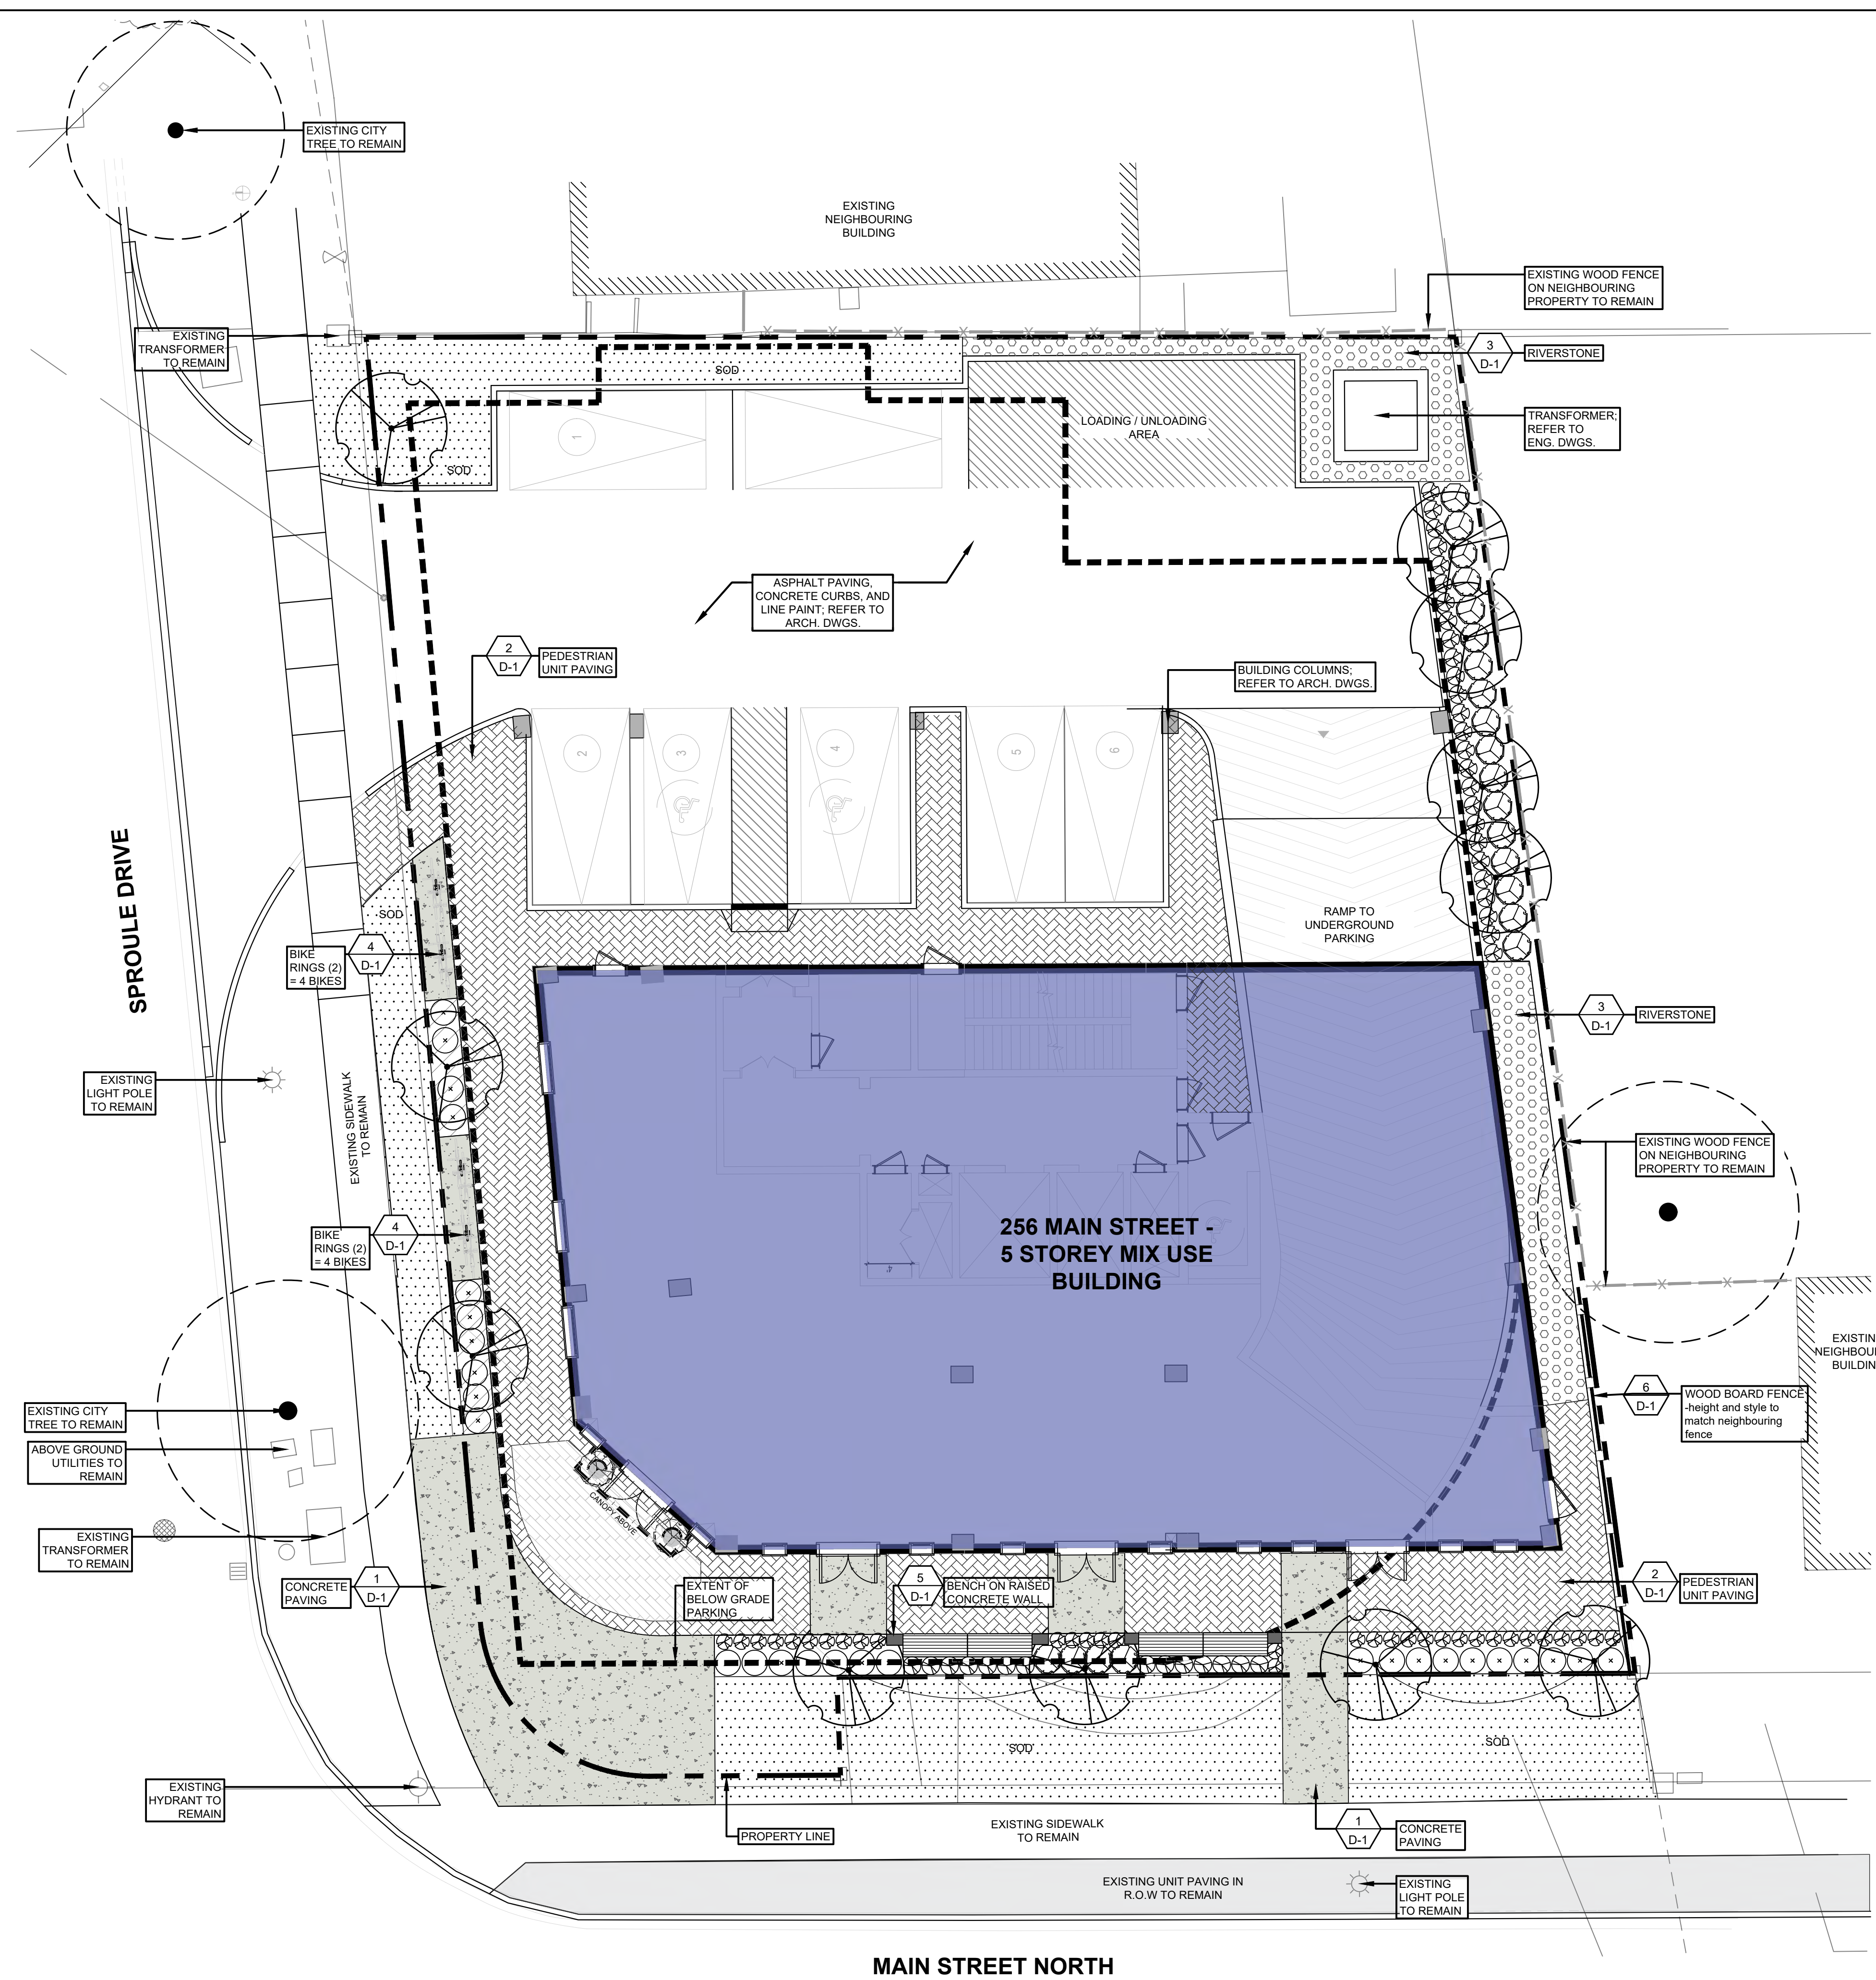 EXISTING CITY
TREE TO REMAIN
EXISTING
NEIGHBOURING
BUILDING
EXISTING WOOD FENCE
ON NEIGHBOURING
PROPERTY TO REMAIN
EXISTING
TRANSFORMER
TO REMAIN
3
D-1
RIVERSTONE
SOD
TRANSFORMER;
REFER TO
ENG. DWGS.
LOADING / UNLOADING
AREA
1
SOD
ASPHALT PAVING,
CONCRETE CURBS, AND
LINE PAINT; REFER TO
ARCH. DWGS.
2
D-1
PEDESTRIAN
UNIT PAVING
BUILDING COLUMNS;
REFER TO ARCH. DWGS.
2
3
4
5
6
SPROULE DRIVE
SOD
RAMP TO
UNDERGROUND
PARKING
BIKE
RINGS (2)
= 4 BIKES
4
D-1
3
D-1
RIVERSTONE
EXISTING
LIGHT POLE
TO REMAIN
EXISTING SIDEWALK
TO REMAIN
EXISTING WOOD FENCE
ON NEIGHBOURING
PROPERTY TO REMAIN
BIKE
RINGS (2)
= 4 BIKES
4
D-1
256 MAIN STREET -
5 STOREY MIX USE
BUILDING
EXISTIN
NEIGHBOU
BUILDIN
6
D-1
WOOD BOARD FENCE
-height and style to
match neighbouring
fence
EXISTING CITY
TREE TO REMAIN
ABOVE GROUND
UTILITIES TO
REMAIN
CANOPY ABOVE
EXISTING
TRANSFORMER
TO REMAIN
CONCRETE
PAVING
1
D-1
EXTENT OF
BELOW GRADE
PARKING
5
D-1
BENCH ON RAISED
CONCRETE WALL
2
D-1
PEDESTRIAN
UNIT PAVING
SOD
SOD
EXISTING
HYDRANT TO
REMAIN
PROPERTY LINE
EXISTING SIDEWALK
TO REMAIN
1
D-1
CONCRETE
PAVING
EXISTING UNIT PAVING IN
R.O.W TO REMAIN
EXISTING
LIGHT POLE
TO REMAIN
MAIN STREET NORTH